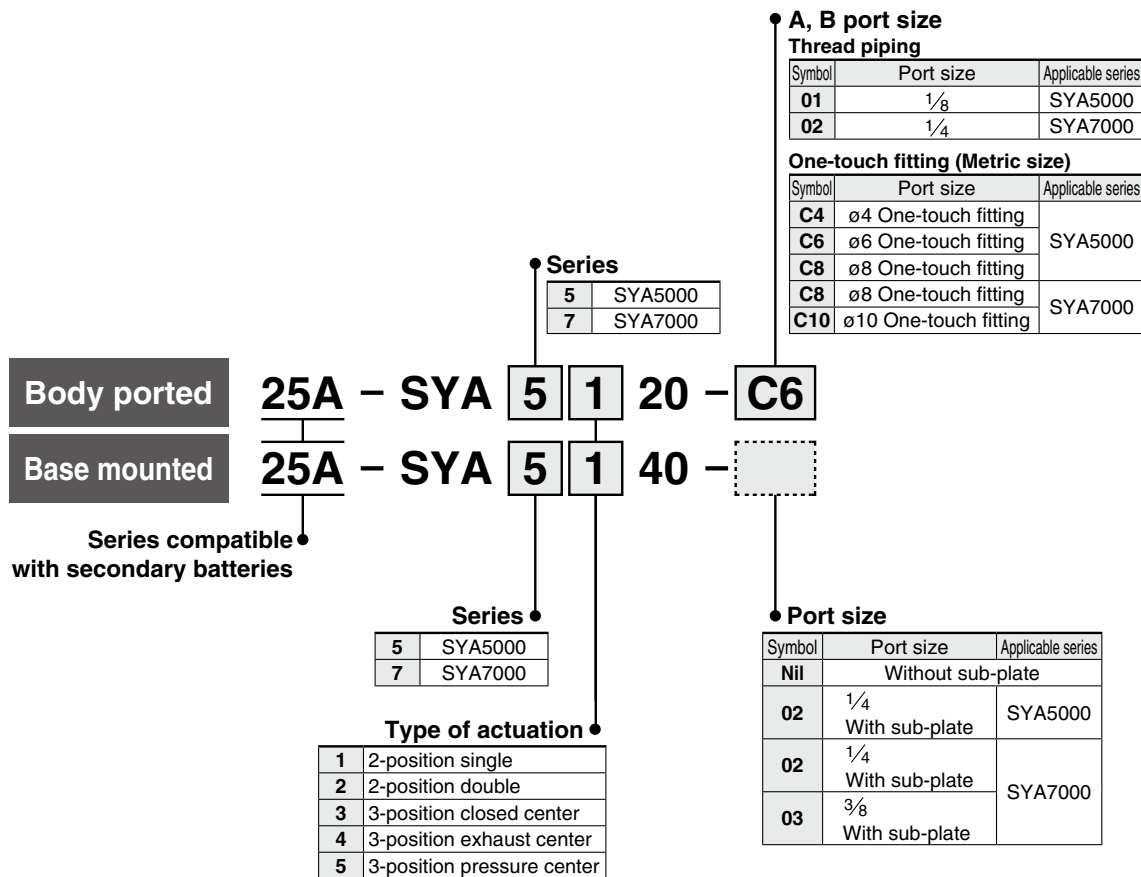 A, B port size
Thread piping
Symbol Port size Applicable series
01 1/8 SYA5000
02 1/4 SYA7000
One-touch fitting (Metric size)
Symbol Port size Applicable series
C4 ø4 One-touch fitting
C6 ø6 One-touch fitting SYA5000
C8 ø8 One-touch fitting
C8 ø8 One-touch fitting SYA7000
C10 ø10 One-touch fitting
Series
5 SYA5000
7 SYA7000
Body ported 25A – SYA 5 1 20 – C6
Base mounted 25A – SYA 5 1 40 –
Series compatible
with secondary batteries
Series
5 SYA5000
7 SYA7000
Type of actuation
1 2-position single
2 2-position double
3 3-position closed center
4 3-position exhaust center
5 3-position pressure center
Port size
Symbol Port size Applicable series
Nil Without sub-plate
02 1/4
With sub-plate SYA5000
02 1/4
With sub-plate SYA7000
03 3/8
With sub-plate